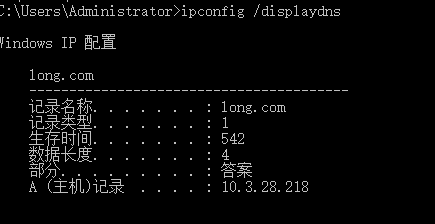 C:\Users\Administrator>ipconfig /displaydns
Windows IP 配置
long.com
----------------------------------------
记录名称. . . . . . . : long.com
记录类型. . . . . . . : 1
生存时间. . . . . . . : 542
数据长度. . . . . . . : 4
部分. . . . . . . . . : 答案
A (主机)记录  . . . . : 10.3.28.218